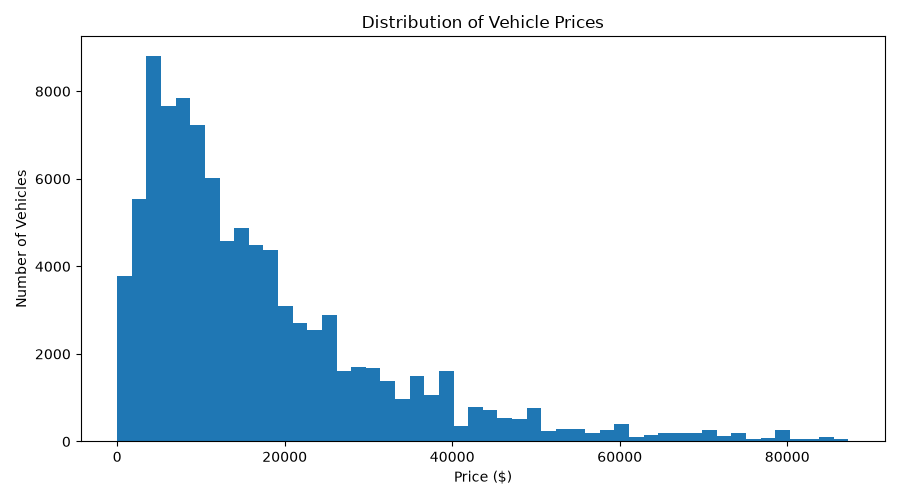 Distribution of Vehicle Prices
Number of Vehicles
8000
6000
4000
2000
0
0 20000 40000 60000 80000
Price ($)